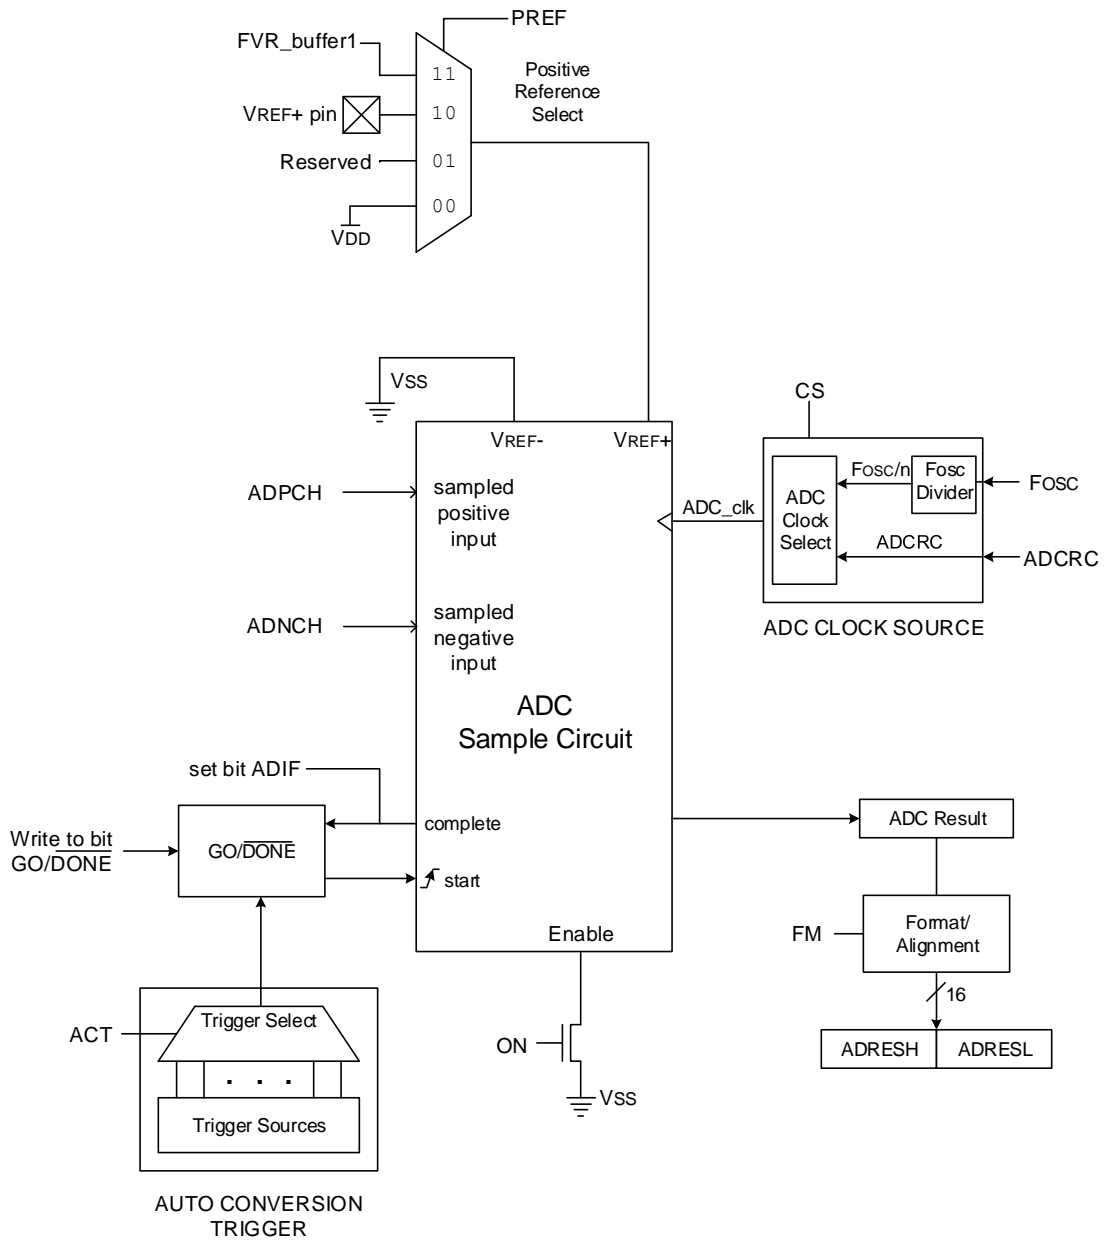 PREF
FVR_buffer1
11
Positive
Reference
Select
VREF+ pin
10
Reserved
01
00
VDD
VSS
VREF-
VREF+
CS
ADPCH
sampled
positive
input
ADC_clk
ADC
Clock
Select
FOSC/n
Fosc
Divider
FOSC
ADCRC
ADCRC
ADNCH
sampled
negative
input
ADC CLOCK SOURCE
ADC
Sample Circuit
set bit ADIF
complete
Write to bit
GO/DONE
GO/DONE
start
ADC Result
Enable
FM
Format/
Alignment
16
ACT
Trigger Select
. . .
Trigger Sources
ON
VSS
ADRESH
ADRESL
AUTO CONVERSION
TRIGGER